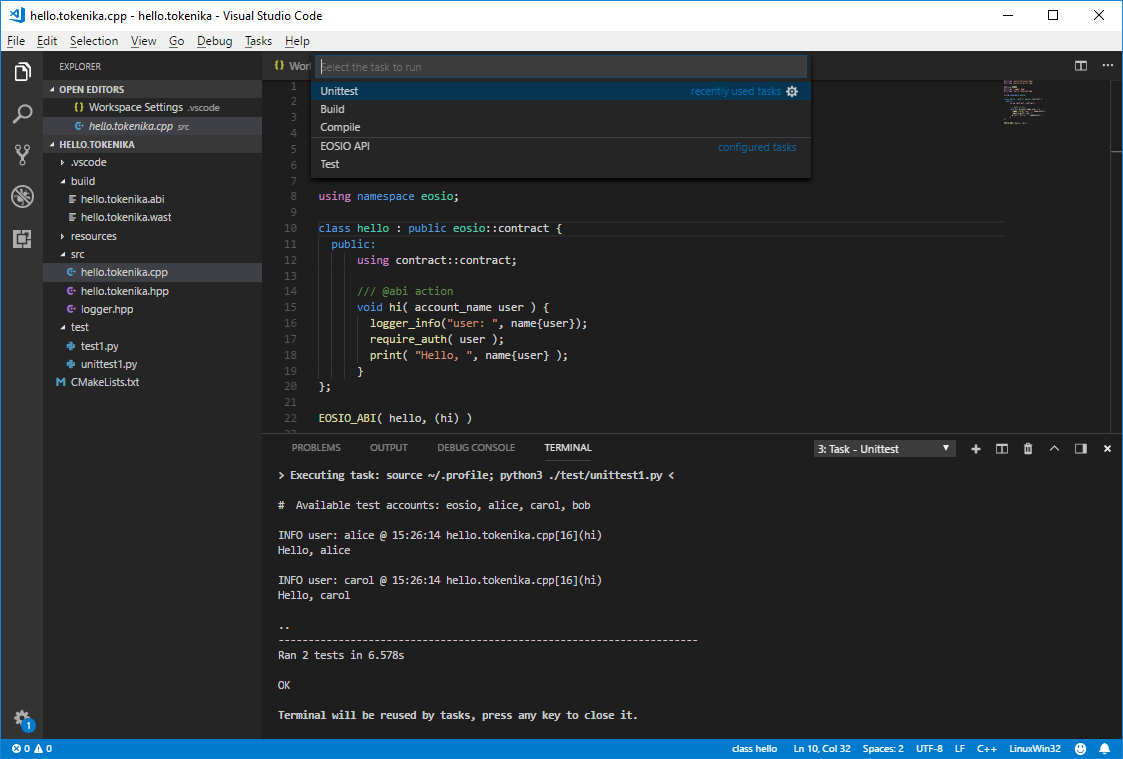 hello.tokenika.cpp - hello.tokenika - Visual Studio Code
File Edit Selection View Go Debug Tasks Help
EXPLORER
OPEN EDITORS
{} Workspace Settings .vscode
hello.tokenika.cpp src
HELLO.TOKENIKA
.vscode
build
hello.tokenika.abi
hello.tokenika.wast
resources
src
hello.tokenika.cpp
hello.tokenika.hpp
logger.hpp
test
test1.py
unittest1.py
M CMakeLists.txt
1
{} Wor
Select the task to run
Unittest recently used tasks
Build
Compile
EOSIO API configured tasks
Test
1
2
3
4
5
6
7
8 using namespace eosio;
9
10 class hello : public eosio::contract {
11 public:
12 using contract::contract;
13
14 /// @abi action
15 void hi( account_name user ) {
16 logger_info("user: ", name{user});
17 require_auth( user );
18 print( "Hello, ", name{user} );
19 }
20 };
21
22 EOSIO_ABI( hello, (hi) )
23
PROBLEMS OUTPUT DEBUG CONSOLE TERMINAL 3: Task - Unittest
> Executing task: source ~/.profile; python3 ./test/unittest1.py <
# Available test accounts: eosio, alice, carol, bob
INFO user: alice @ 15:26:14 hello.tokenika.cpp[16](hi)
Hello, alice
INFO user: carol @ 15:26:14 hello.tokenika.cpp[16](hi)
Hello, carol
..
----------------------------------------------------------------------
Ran 2 tests in 6.578s
OK
Terminal will be reused by tasks, press any key to close it.
0 0 class hello Ln 10, Col 32 Spaces: 2 UTF-8 LF C++ LinuxWin32